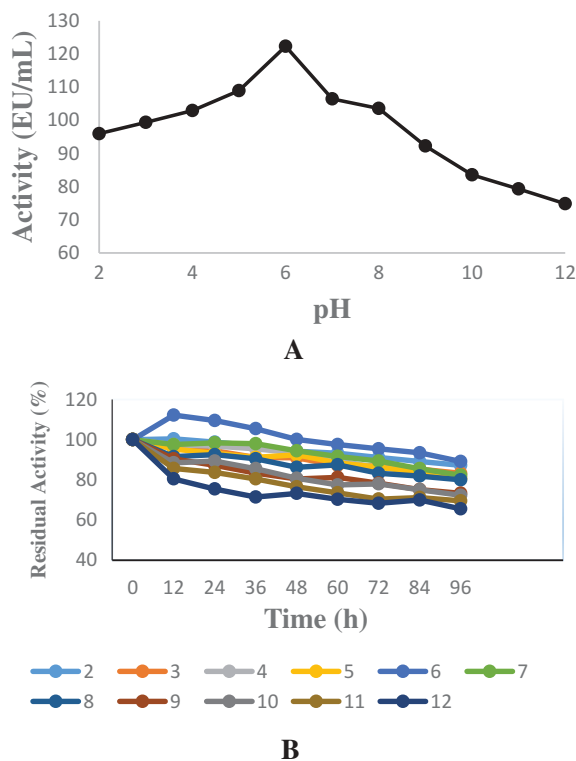 Activity (EU/mL)
130
120
110
100
90
80
70
60
2 4 6 8 10 12
pH
A
Residual Activity (%)
120
100
80
60
40
0 12 24 36 48 60 72 84 96
Time (h)
2 3 4 5 6 7
8 9 10 11 12
B